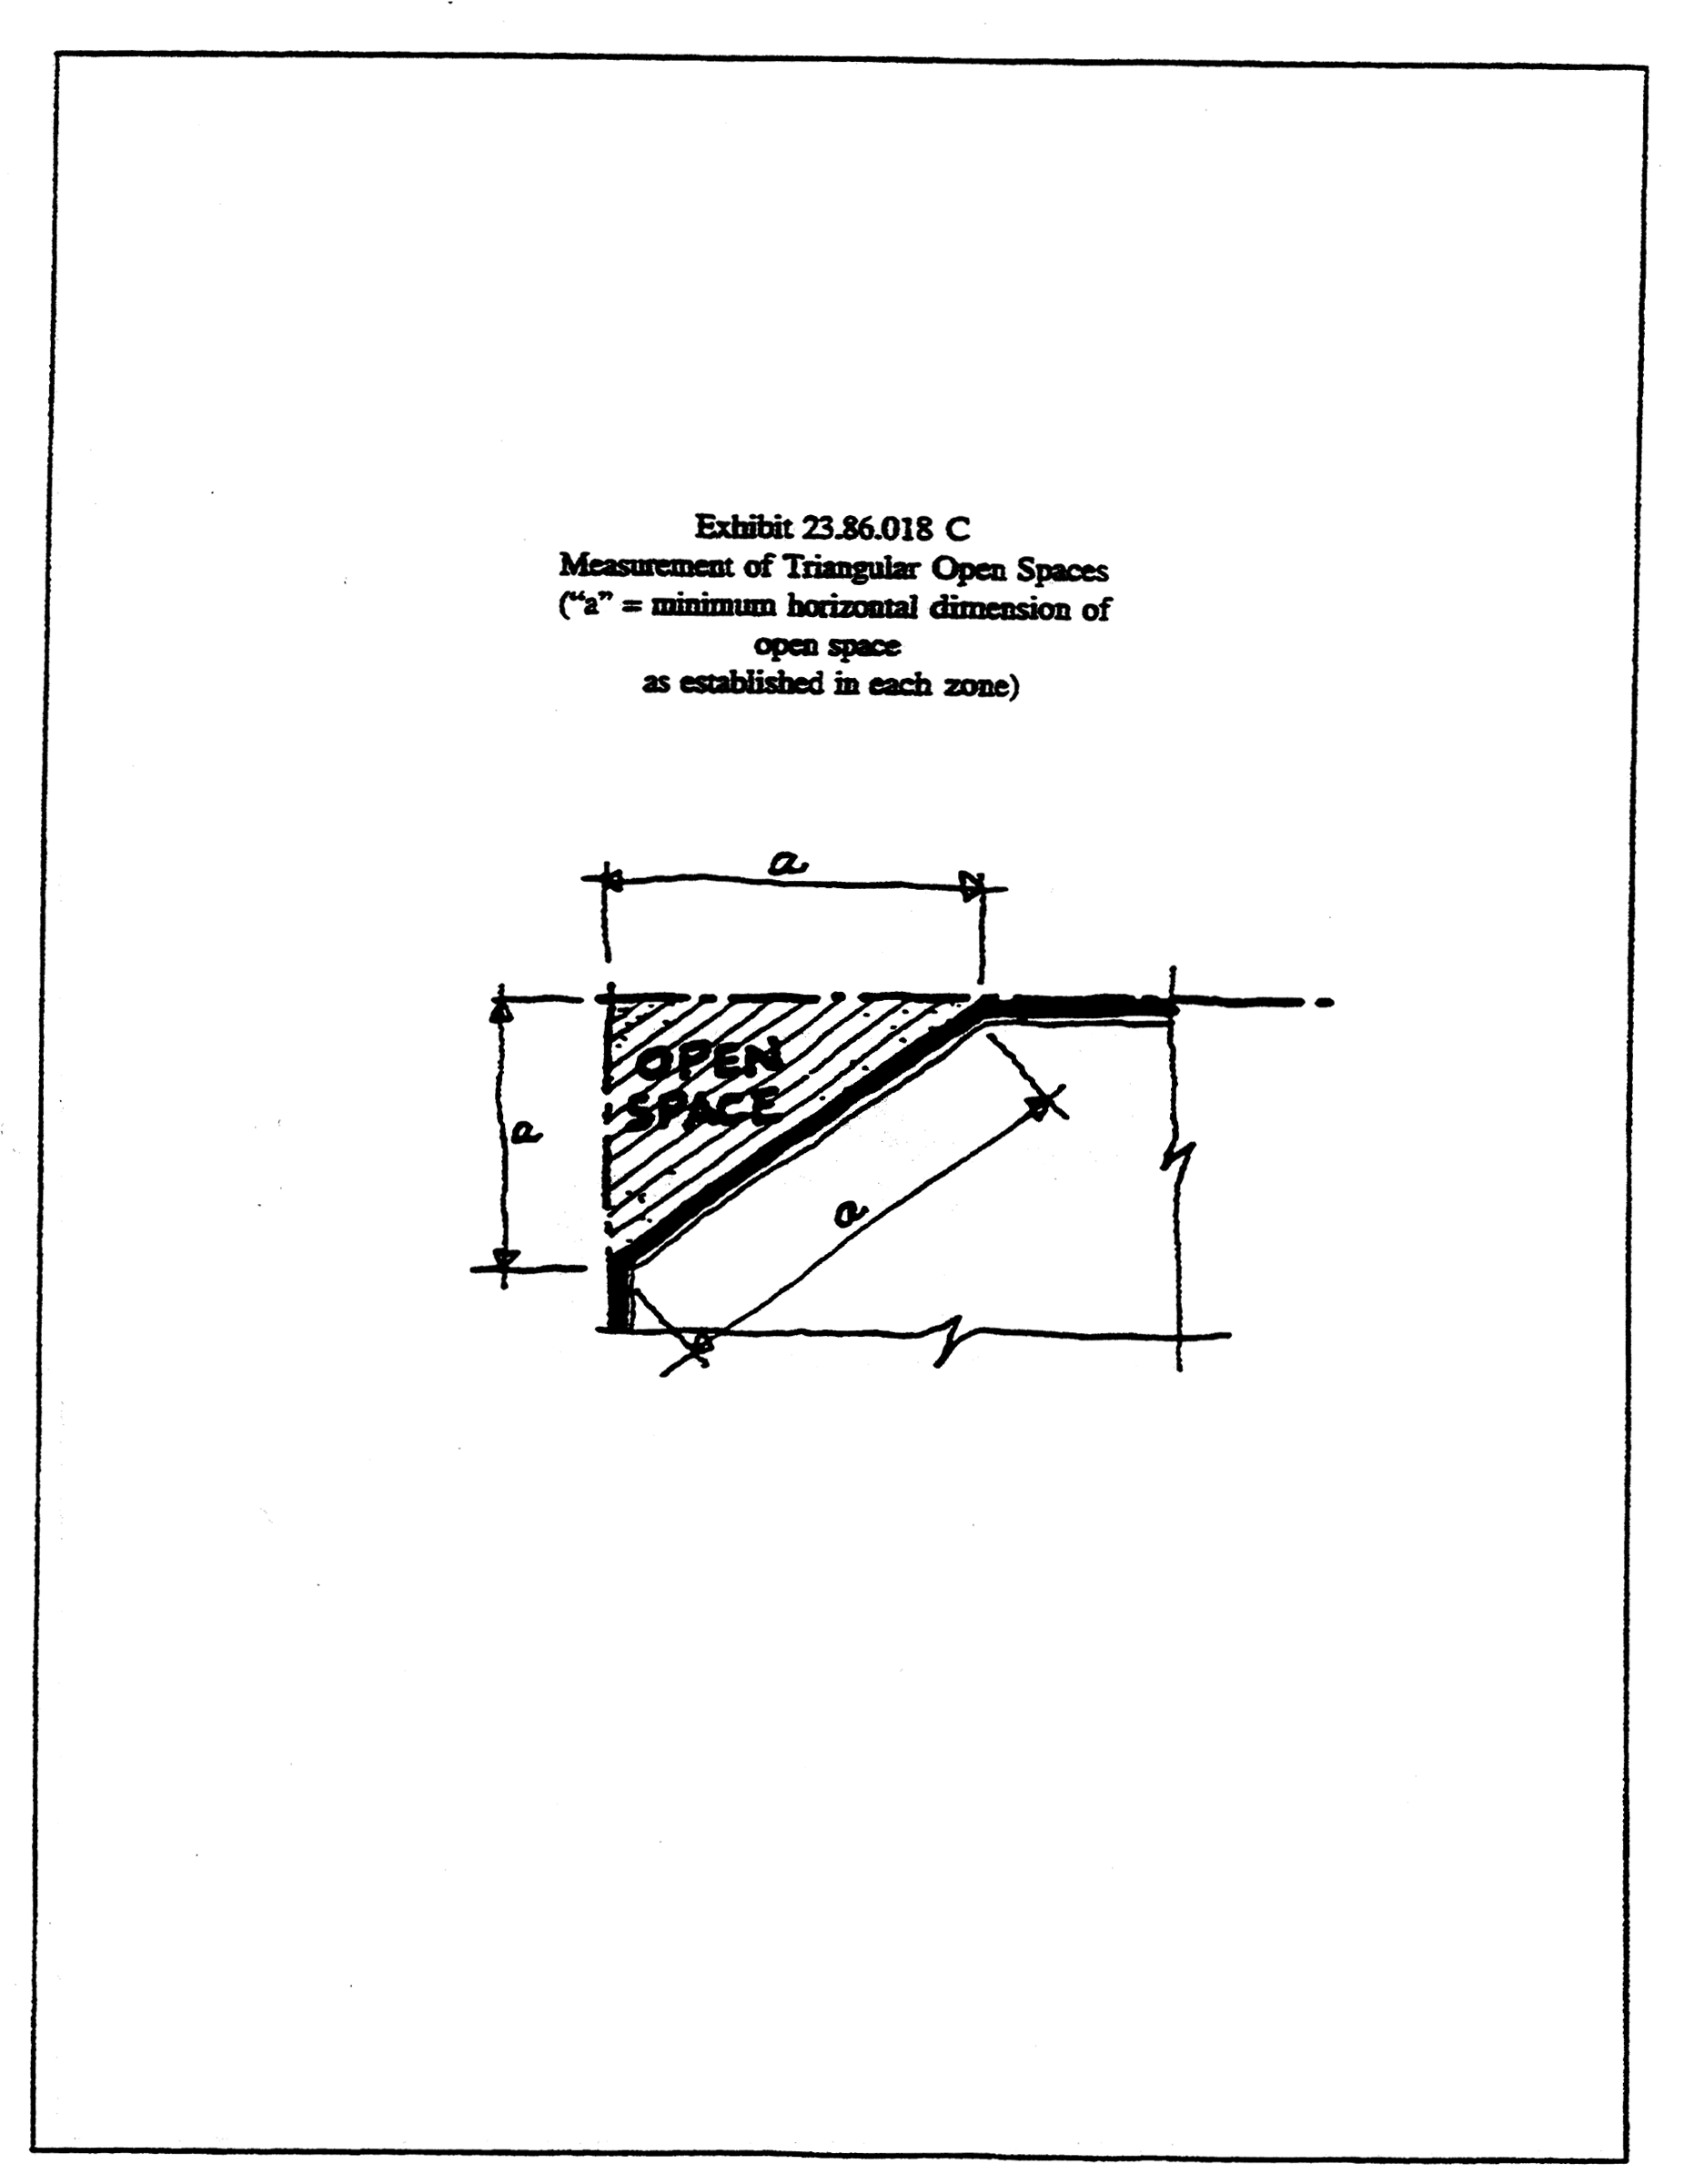 Exhibit 23.86.018 C
Measurement of Triangular Open Spaces
(“a” = minimum horizontal dimension of
open space
as established in each zone)
a
OPEN
SPACE
a
a